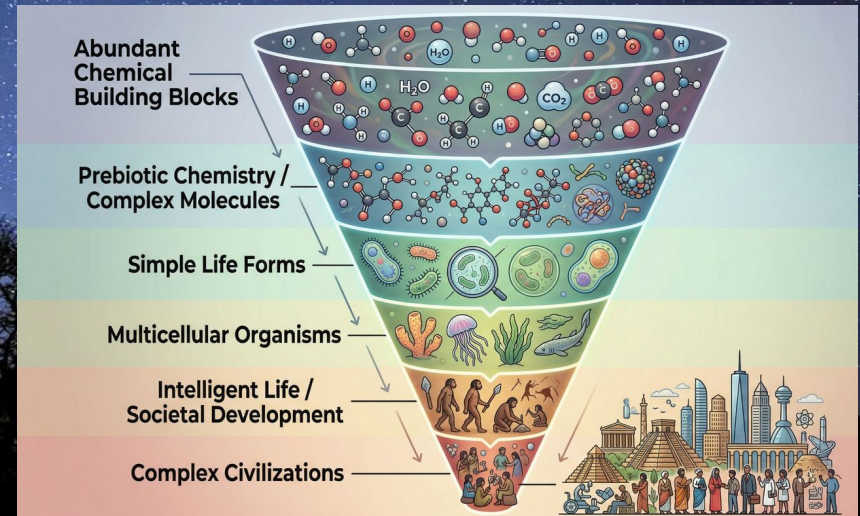 Abundant
Chemical
Building Blocks
H₂O
H₂O
CO₂
Prebiotic Chemistry /
Complex Molecules
Simple Life Forms
Multicellular Organisms
Intelligent Life /
Societal Development
Complex Civilizations